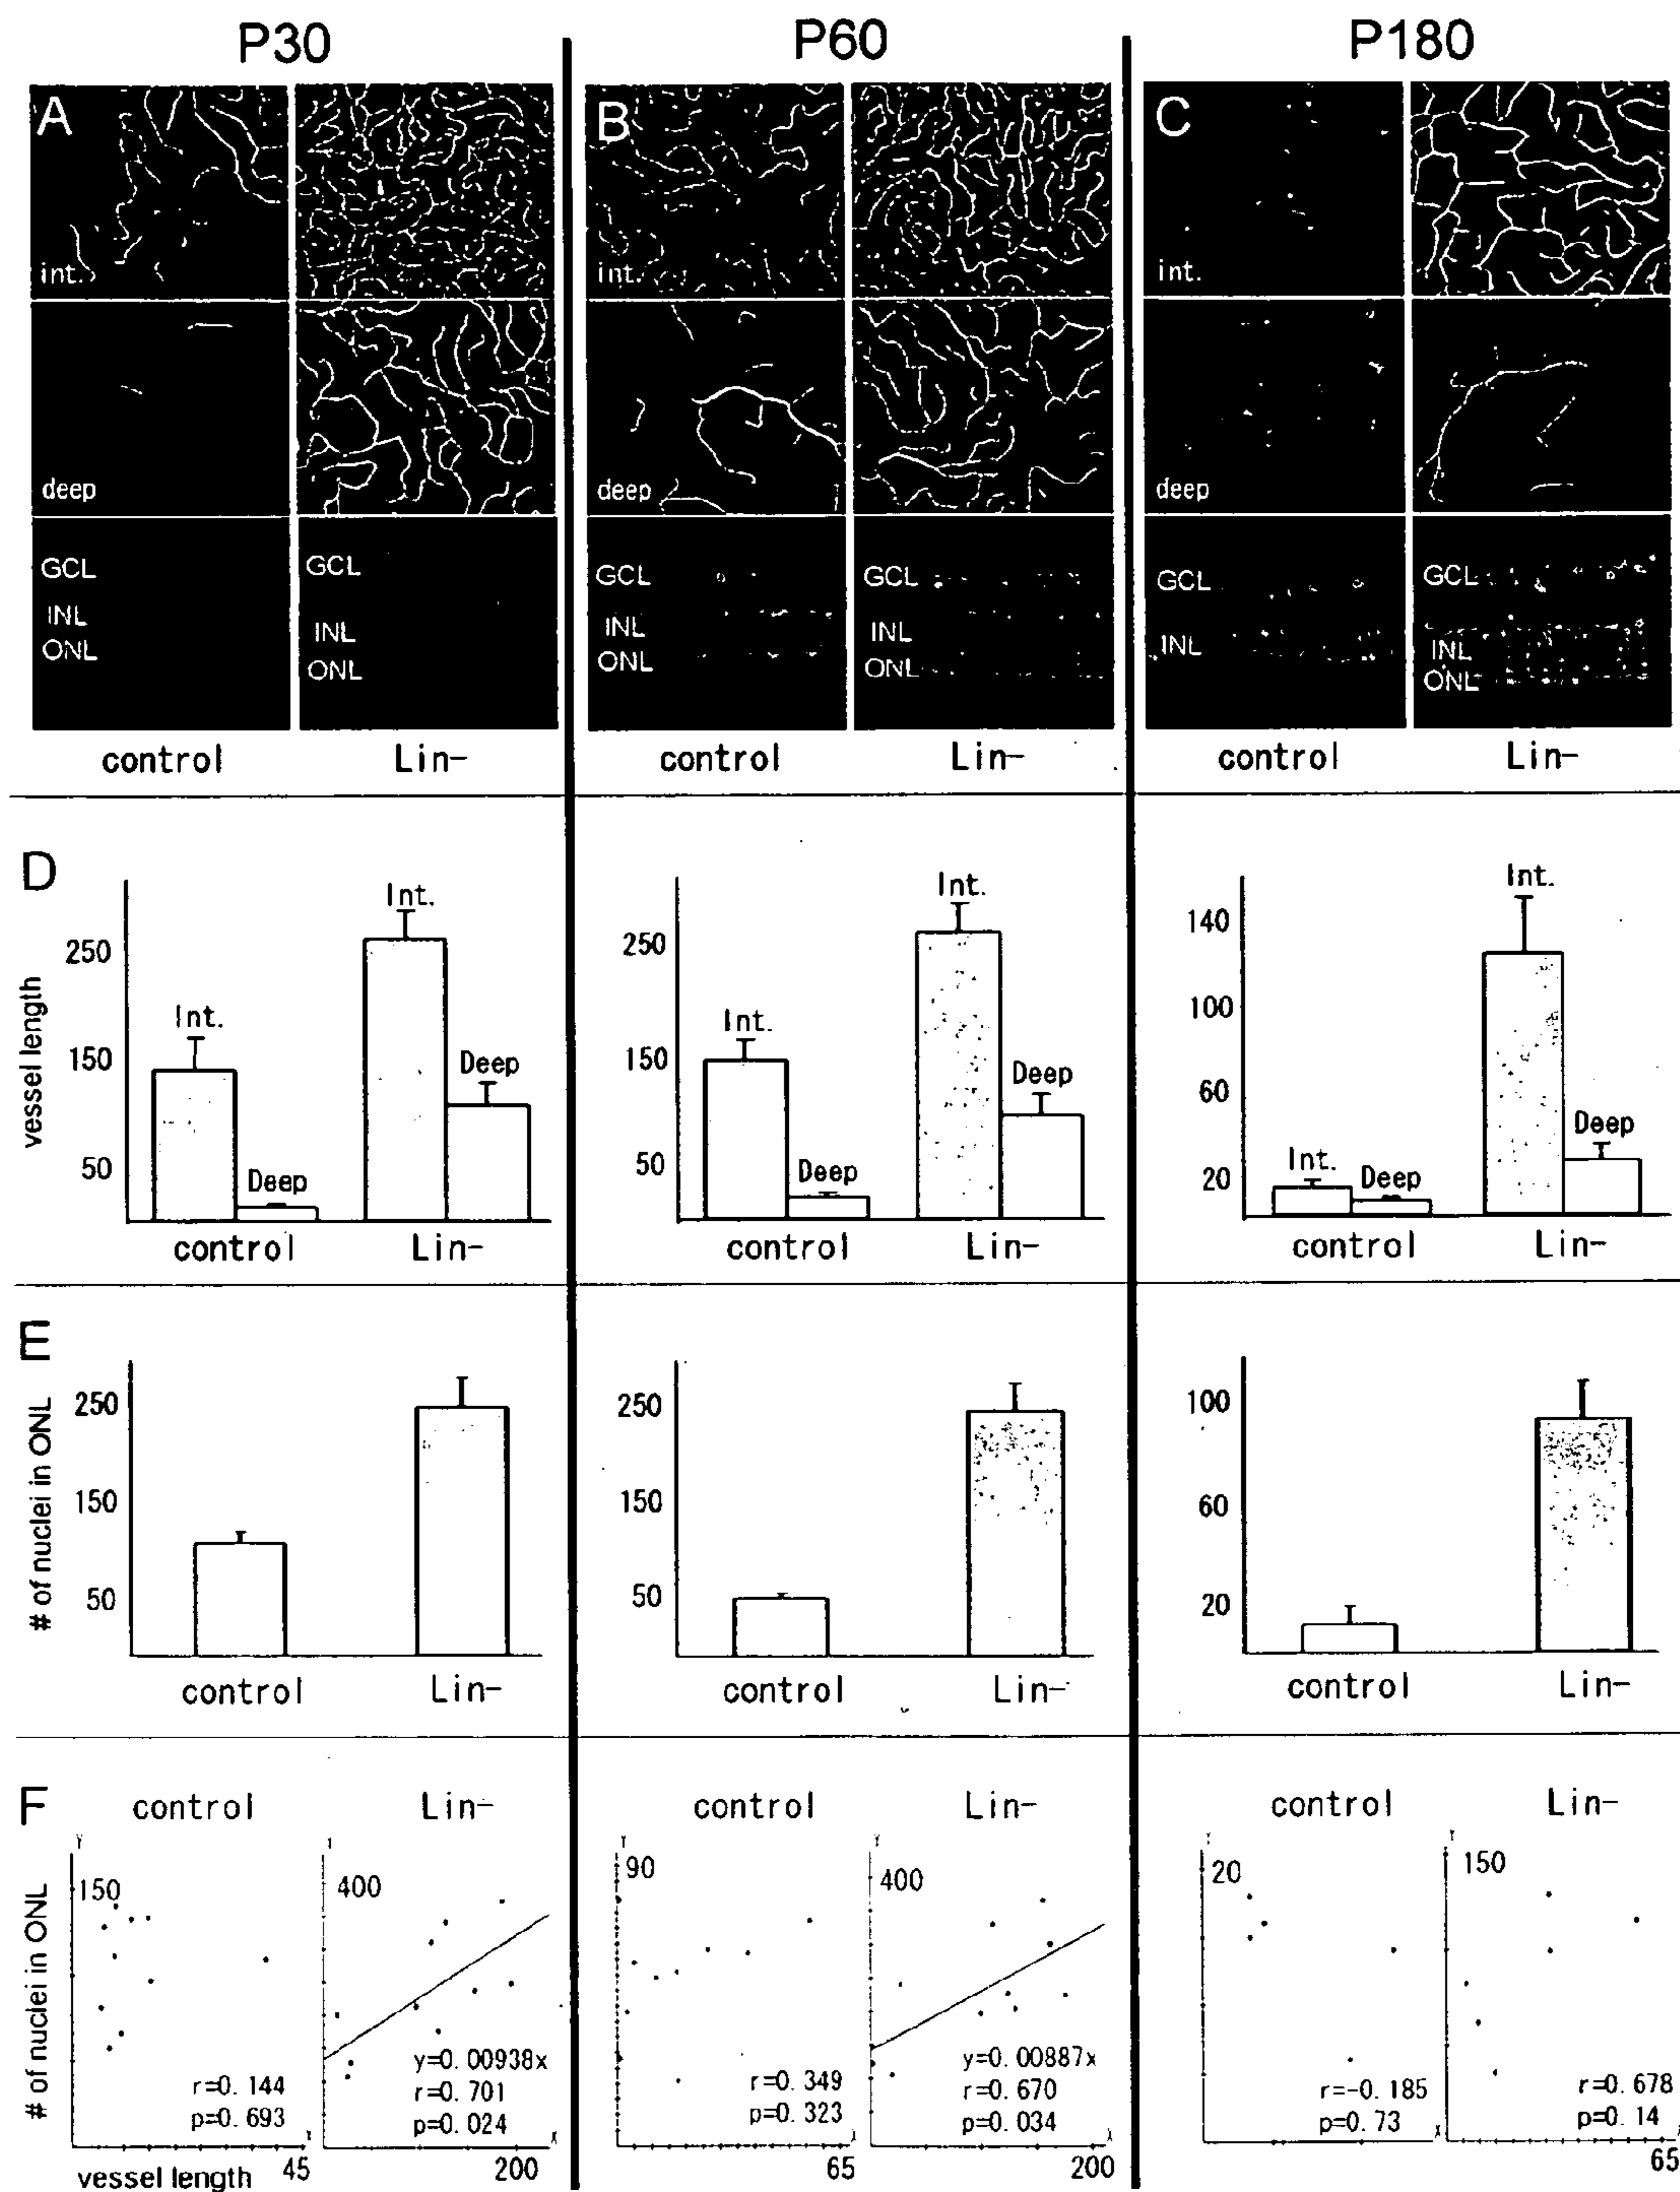 P30 P60 P180
A B C
int. int. int.
deep deep deep
GCL GCL GCL GCL GCL GCL
INL INL INL INL INL INL
ONL ONL ONL ONL ONL
control Lin- control Lin- control Lin-
D
vessel length
250 150 50
Int. Deep Int. Deep
control Lin-
250 150 50
Int. Deep Int. Deep
control Lin-
140 100 60 20
Int. Deep Int. Deep
control Lin-
E
# of nuclei in ONL
250 150 50
control Lin-
250 150 50
control Lin-
100 60 20
control Lin-
F
# of nuclei in ONL
control Lin- control Lin- control Lin-
Y Y Y Y Y
150 400 90 400 20 150
r=0.144
p=0.693
y=0.00938x
r=0.701
p=0.024
r=0.349
p=0.323
y=0.00887x
r=0.670
p=0.034
r=-0.185
p=0.73
r=0.678
p=0.14
X X X X X
vessel length 45 200 65 200 65